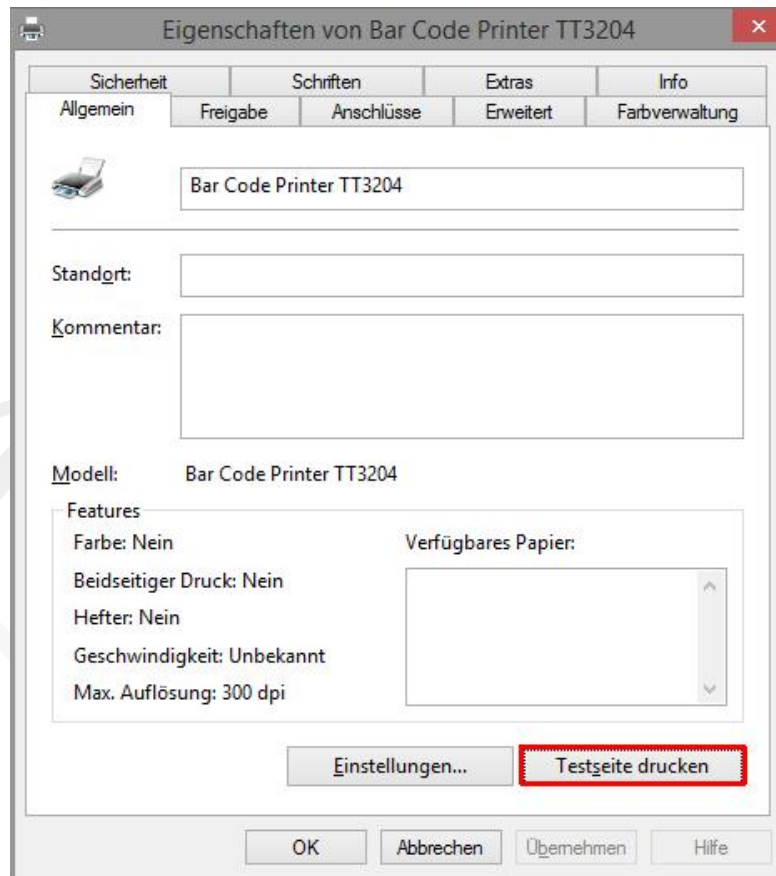 Eigenschaften von Bar Code Printer TT3204
Sicherheit Schriften Extras Info
Allgemein Freigabe Anschlüsse Erweitert Farbverwaltung
Bar Code Printer TT3204
Standort:
Kommentar:
Modell: Bar Code Printer TT3204
Features
Farbe: Nein Verfügbares Papier:
Beidseitiger Druck: Nein
Hefter: Nein
Geschwindigkeit: Unbekannt
Max. Auflösung: 300 dpi
Einstellungen... Testseite drucken
OK Abbrechen Übernehmen Hilfe